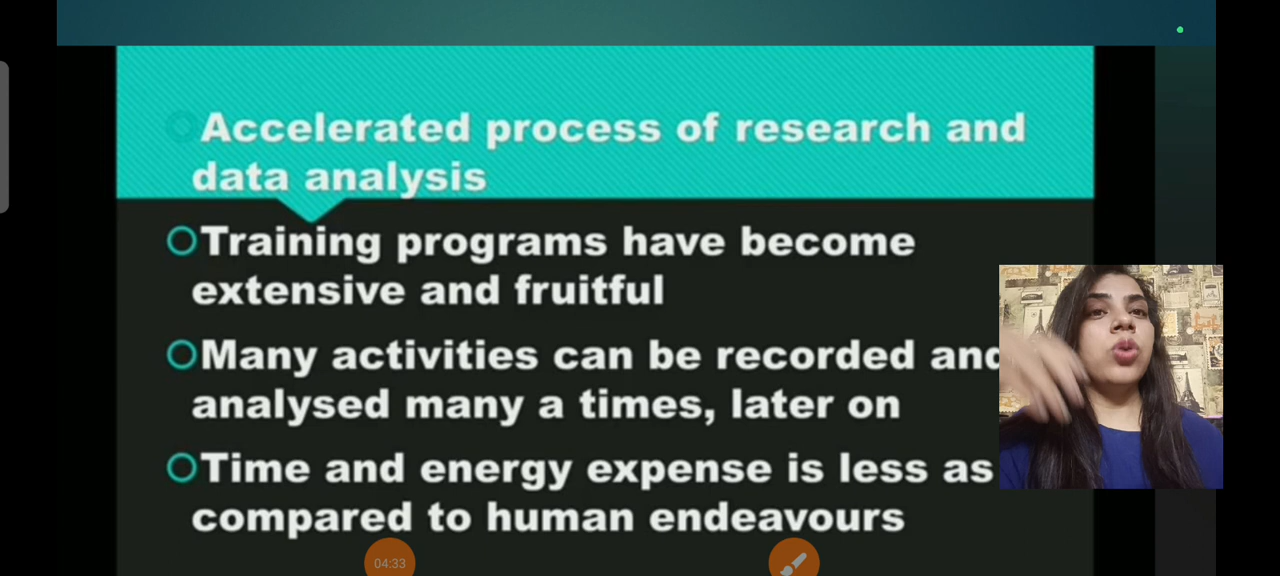 Accelerated process of research and
data analysis
Training programs have become
extensive and fruitful
Many activities can be recorded and
analysed many a times, later on
Time and energy expense is less as
compared to human endeavours
04:33